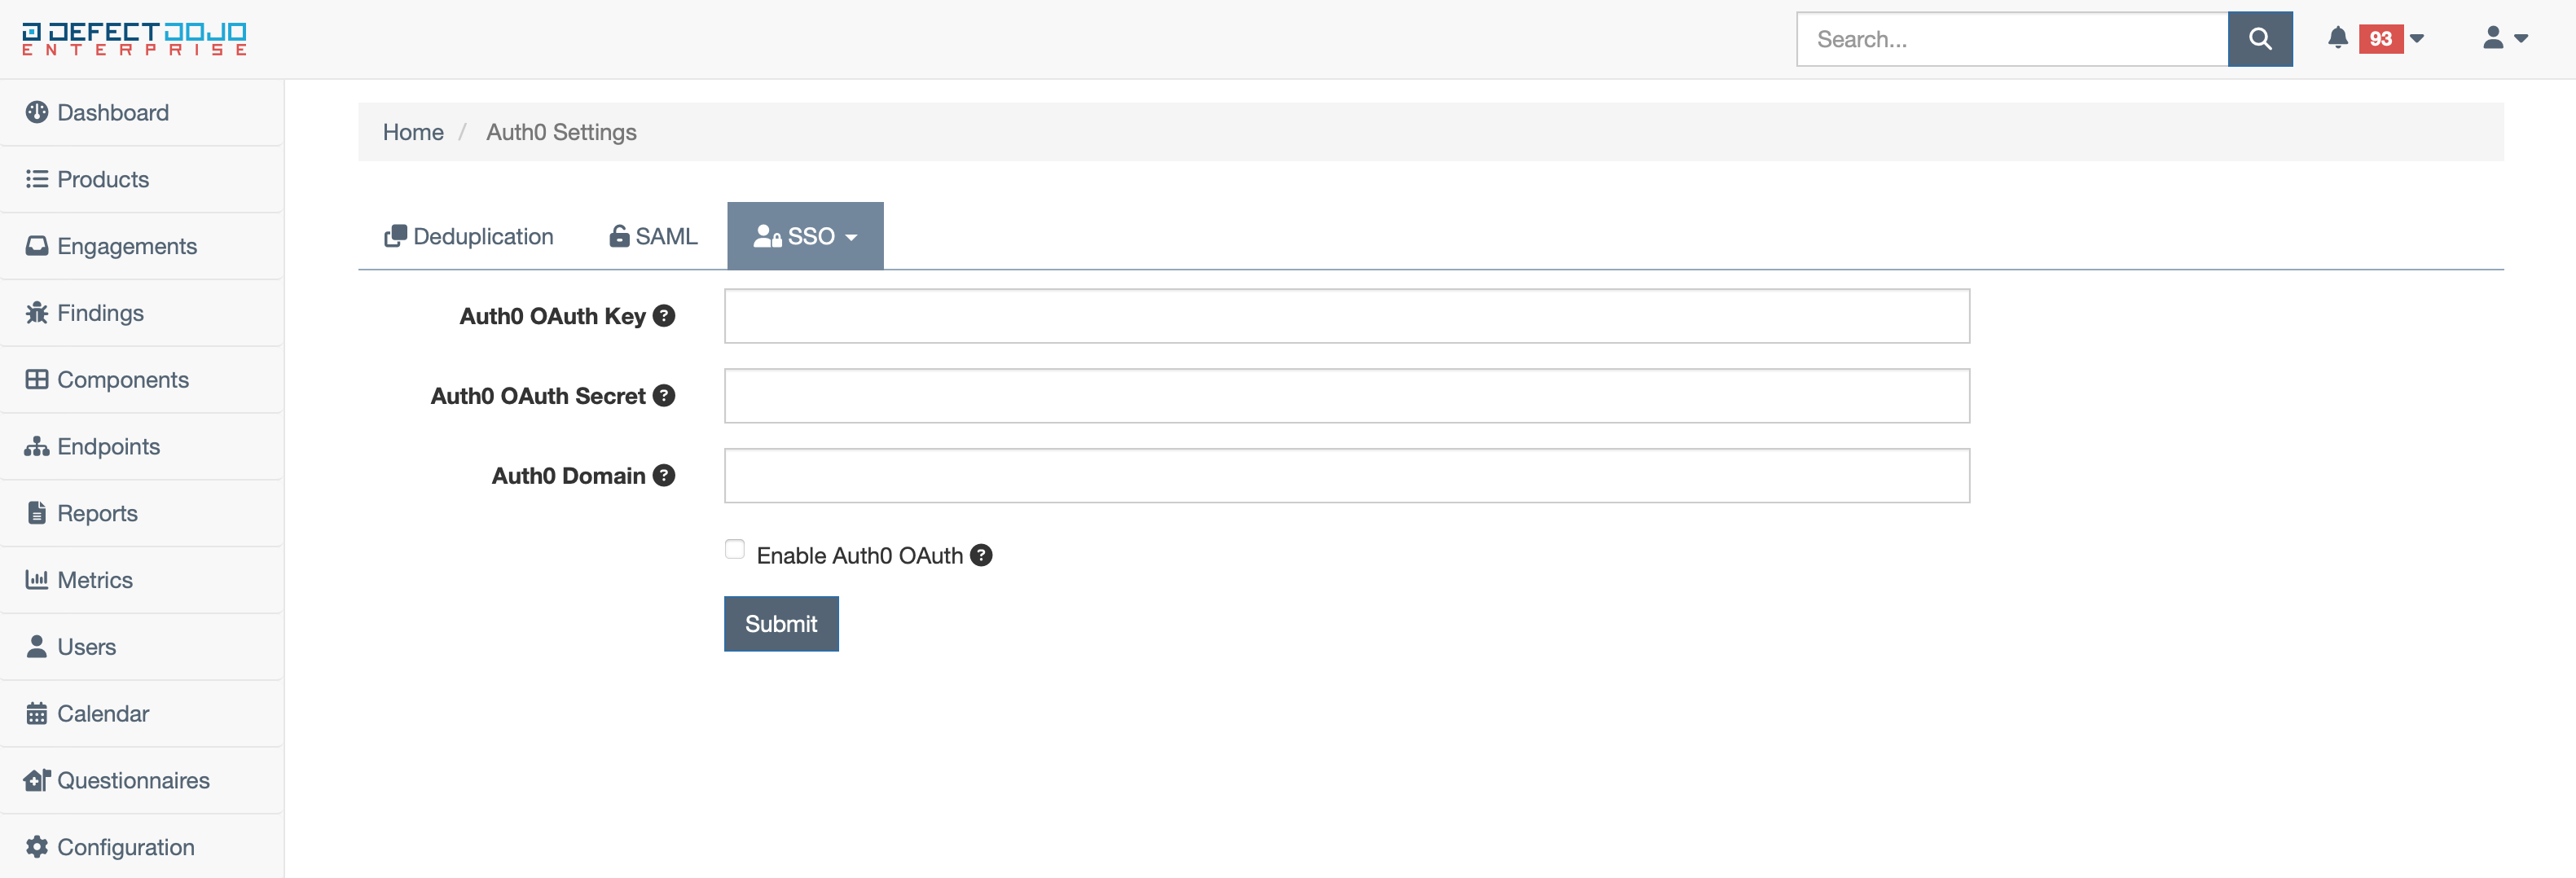 DEFECTDOJO
ENTERPRISE
Search...
93
Dashboard
Products
Engagements
Findings
Components
Endpoints
Reports
Metrics
Users
Calendar
Questionnaires
Configuration
Home / Auth0 Settings
Deduplication SAML SSO
Auth0 OAuth Key ?
Auth0 OAuth Secret ?
Auth0 Domain ?
Enable Auth0 OAuth ?
Submit